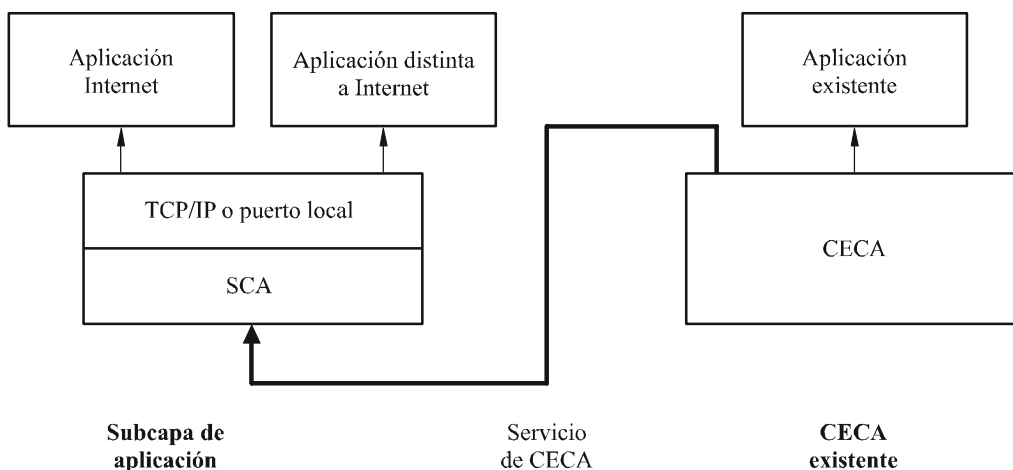 Aplicación
Internet
Aplicación distinta
a Internet
Aplicación
existente
TCP/IP o puerto local
SCA
CECA
Subcapa de
aplicación
Servicio
de CECA
CECA
existente